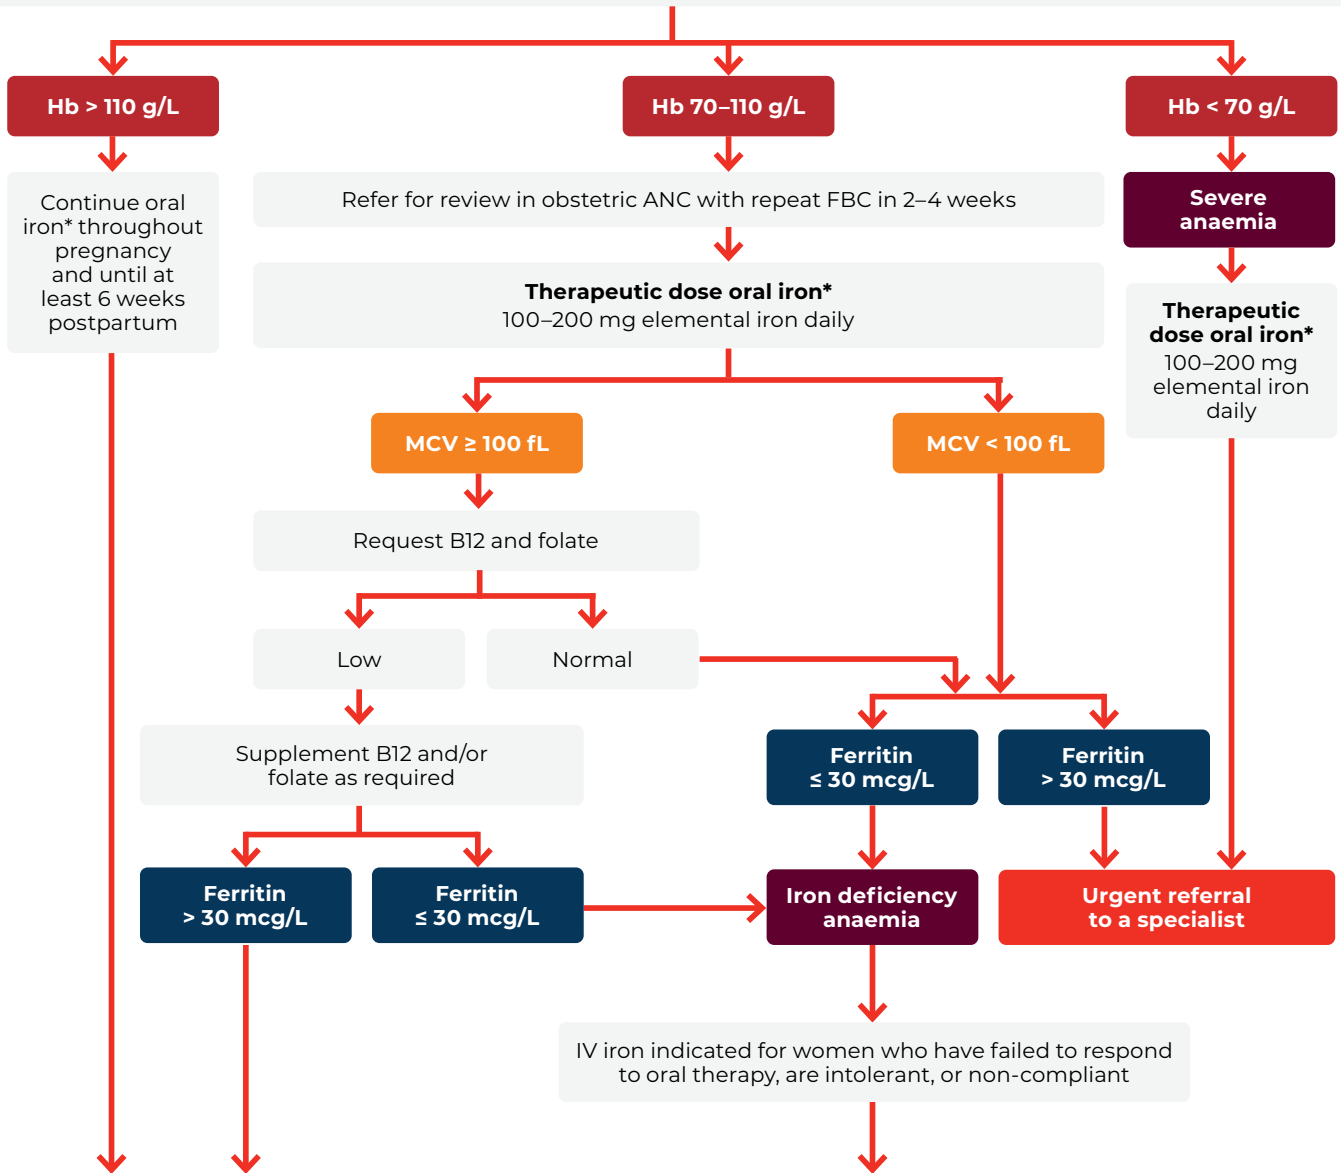 Hb > 110 g/L
Hb 70–110 g/L
Hb < 70 g/L
Continue oral
iron* throughout
pregnancy
and until at
least 6 weeks
postpartum
Refer for review in obstetric ANC with repeat FBC in 2–4 weeks
Severe
anaemia
Therapeutic dose oral iron*
100–200 mg elemental iron daily
Therapeutic
dose oral iron*
100–200 mg
elemental iron
daily
MCV ≥ 100 fL
MCV < 100 fL
Request B12 and folate
Low
Normal
Supplement B12 and/or
folate as required
Ferritin
≤ 30 mcg/L
Ferritin
> 30 mcg/L
Ferritin
> 30 mcg/L
Ferritin
≤ 30 mcg/L
Iron deficiency
anaemia
Urgent referral
to a specialist
IV iron indicated for women who have failed to respond
to oral therapy, are intolerant, or non-compliant